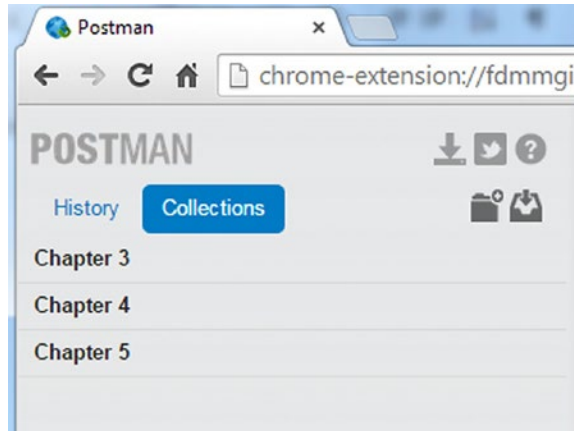 Postman
chrome-extension://fdmmgi
POSTMAN
History Collections
Chapter 3
Chapter 4
Chapter 5